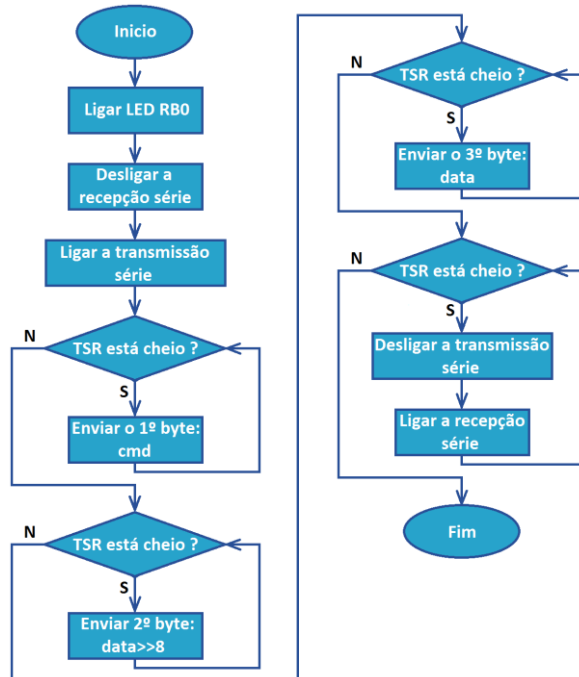 Inicio
Ligar LED RB0
Desligar a
recepção série
Ligar a transmissão
série
TSR está cheio ?
N
S
Enviar o 1º byte:
cmd
TSR está cheio ?
N
S
Enviar 2º byte:
data>>8
TSR está cheio ?
N
S
Enviar o 3º byte:
data
TSR está cheio ?
N
S
Desligar a transmissão
série
Ligar a recepção
série
Fim